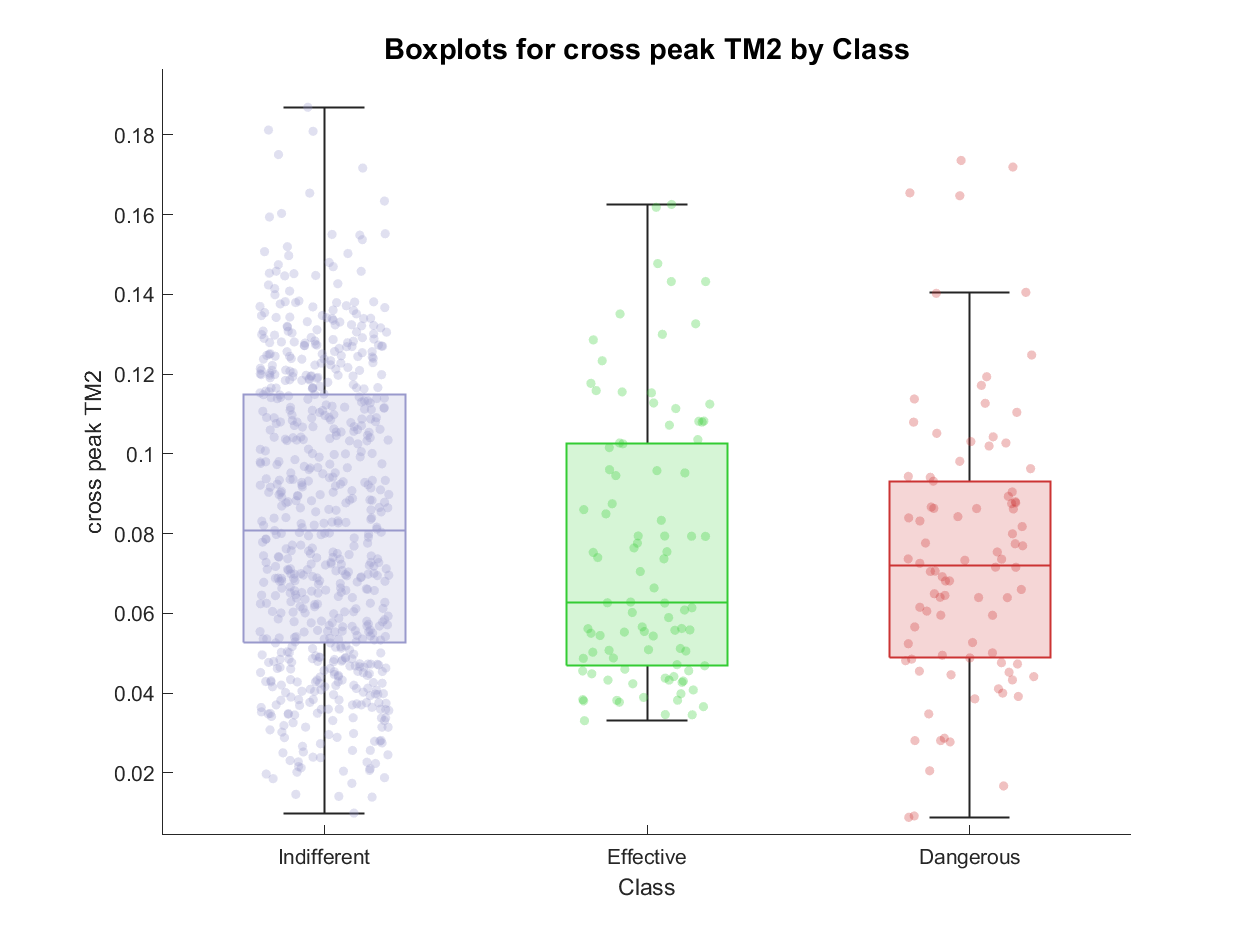 Boxplots for cross peak TM2 by Class
cross peak TM2
0.18
0.16
0.14
0.12
0.1
0.08
0.06
0.04
0.02
Indifferent
Effective
Dangerous
Class